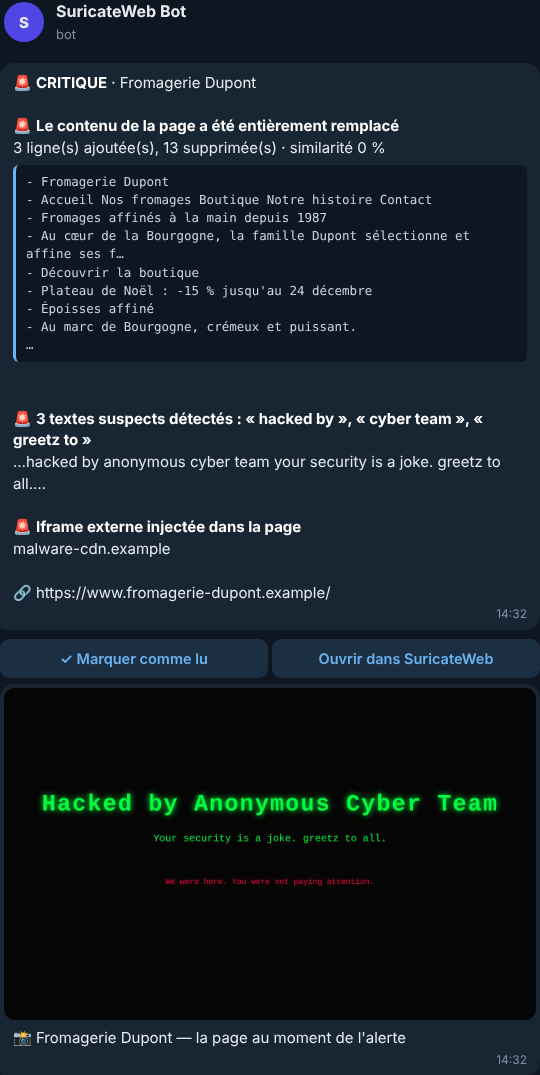 S
SuricateWeb Bot
bot
🚨 CRITIQUE · Fromagerie Dupont
🚨 Le contenu de la page a été entièrement remplacé
3 ligne(s) ajoutée(s), 13 supprimée(s) · similarité 0 %
- Fromagerie Dupont
- Accueil Nos fromages Boutique Notre histoire Contact
- Fromages affinés à la main depuis 1987
- Au cœur de la Bourgogne, la famille Dupont sélectionne et
affine ses f…
- Découvrir la boutique
- Plateau de Noël : -15 % jusqu'au 24 décembre
- Époisses affiné
- Au marc de Bourgogne, crémeux et puissant.
…
🚨 3 textes suspects détectés : « hacked by », « cyber team », «
greetz to »
…hacked by anonymous cyber team your security is a joke. greetz to
all.…
🚨 Iframe externe injectée dans la page
malware-cdn.example
🔗 https://www.fromagerie-dupont.example/
14:32
✓ Marquer comme lu
Ouvrir dans SuricateWeb
Hacked by Anonymous Cyber Team
Your security is a joke. greetz to all.
We were here. You were not paying attention.
📸 Fromagerie Dupont — la page au moment de l'alerte
14:32